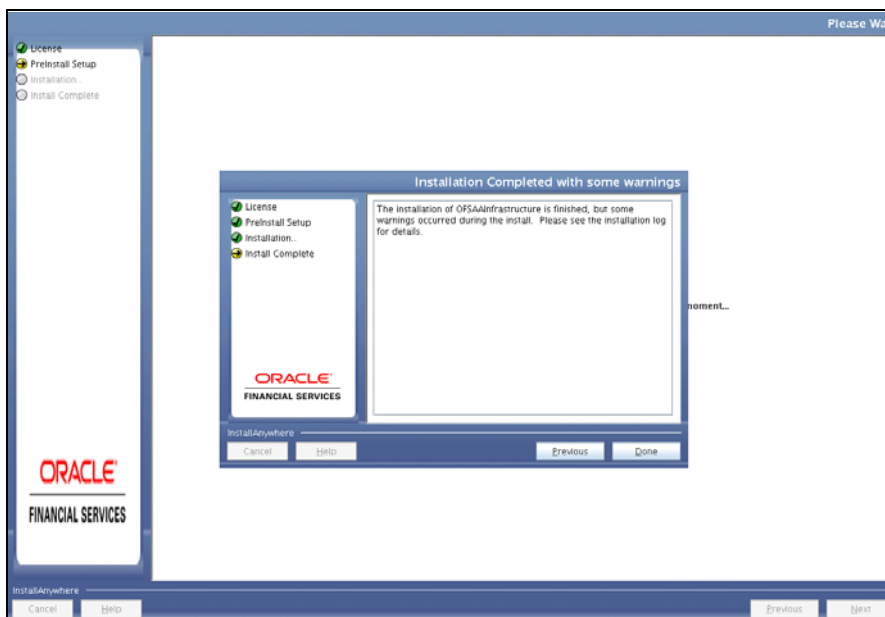 Please Wa
License
PreInstall Setup
Installation..
Install Complete
Installation Completed with some warnings
License
PreInstall Setup
Installation..
Install Complete
The installation of OFSAAInfrastructure is finished, but some
warnings occurred during the install. Please see the installation log
for details.
moment...
ORACLE'
FINANCIAL SERVICES
InstallAnywhere
Cancel
Help
Previous
Done
ORACLE'
FINANCIAL SERVICES
InstallAnywhere
Cancel
Help
Previous
Next